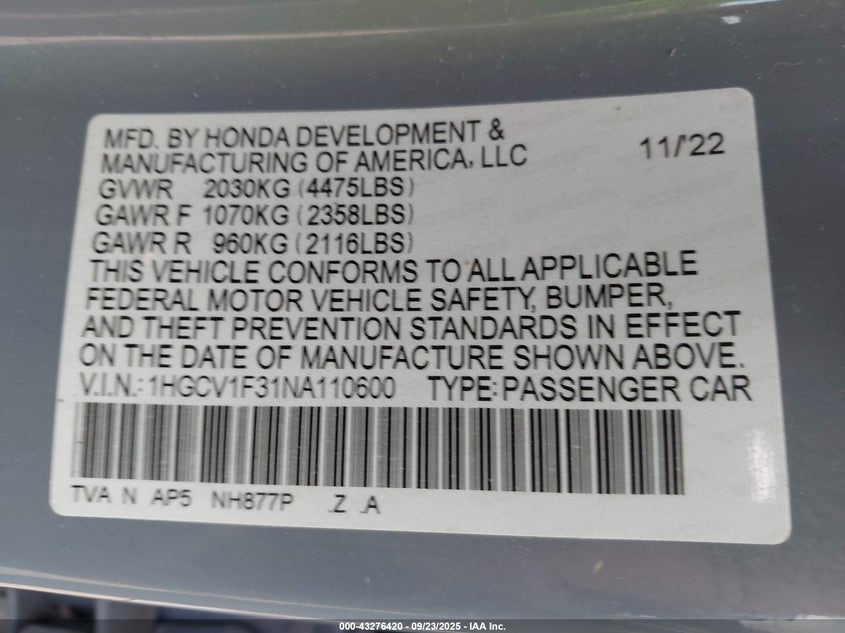 MFD. BY HONDA DEVELOPMENT &
MANUFACTURING OF AMERICA, LLC 11/'22
GVWR 2030KG (4475LBS)
GAWR F 1070KG (2358LBS)
GAWR R 960KG (2116LBS)
THIS VEHICLE CONFORMS TO ALL APPLICABLE
FEDERAL MOTOR VEHICLE SAFETY, BUMPER,
AND THEFT PREVENTION STANDARDS IN EFFECT
ON THE DATE OF MANUFACTURE SHOWN ABOVE.
V.I.N.: 1HGCV1F31NA110600 TYPE: PASSENGER CAR
TVA N AP5 NH877P .Z .A
000-43276420 - 09/23/2025 - IAA Inc.